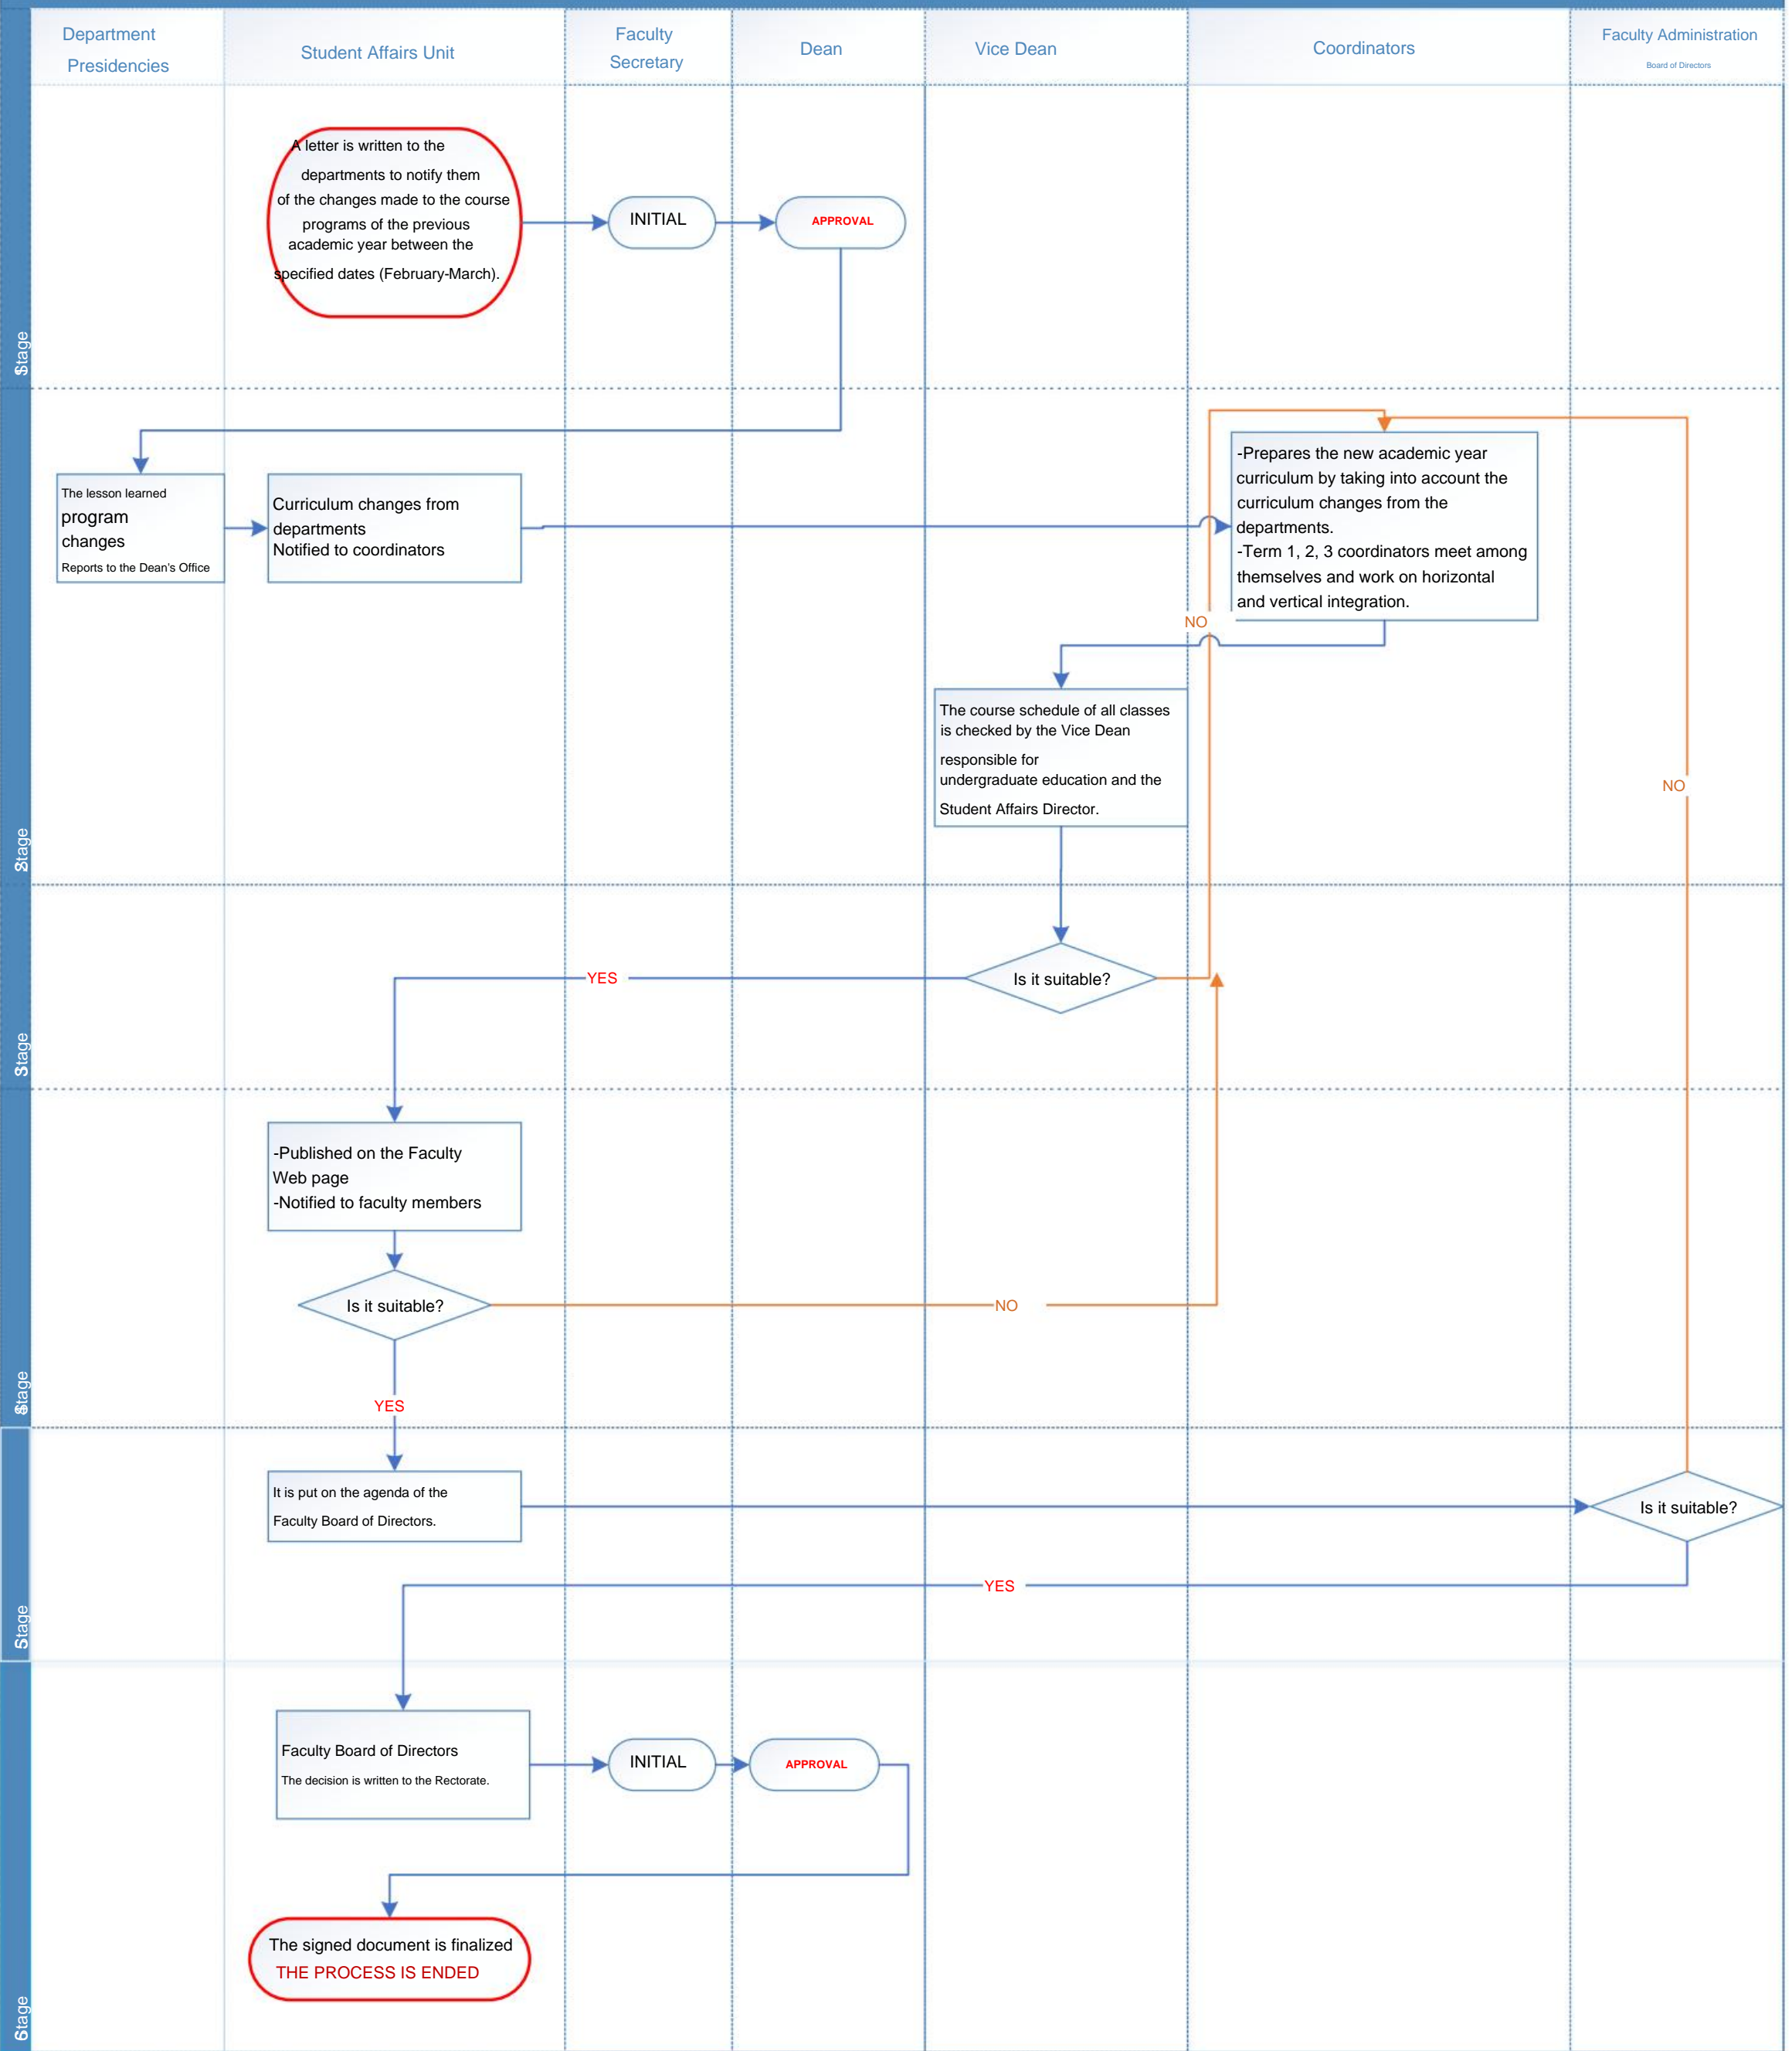 Department
Presidencies
Student Affairs Unit
Faculty
Secretary
Dean
Vice Dean
Coordinators
Faculty Administration
Board of Directors
A letter is written to the
departments to notify them
of the changes made to the course
programs of the previous
academic year between the
specified dates (February-March).
INITIAL
APPROVAL
Stage
The lesson learned
program
changes
Reports to the Dean's Office
Curriculum changes from
departments
Notified to coordinators
-Prepares the new academic year
curriculum by taking into account the
curriculum changes from the
departments.
-Term 1, 2, 3 coordinators meet among
themselves and work on horizontal
and vertical integration.
NO
The course schedule of all classes
is checked by the Vice Dean
responsible for
undergraduate education and the
Student Affairs Director.
NO
Stage
YES
Is it suitable?
Stage
-Published on the Faculty
Web page
-Notified to faculty members
Is it suitable?
NO
YES
Stage
It is put on the agenda of the
Faculty Board of Directors.
Is it suitable?
YES
Stage
Faculty Board of Directors
The decision is written to the Rectorate.
INITIAL
APPROVAL
The signed document is finalized
THE PROCESS IS ENDED
Stage